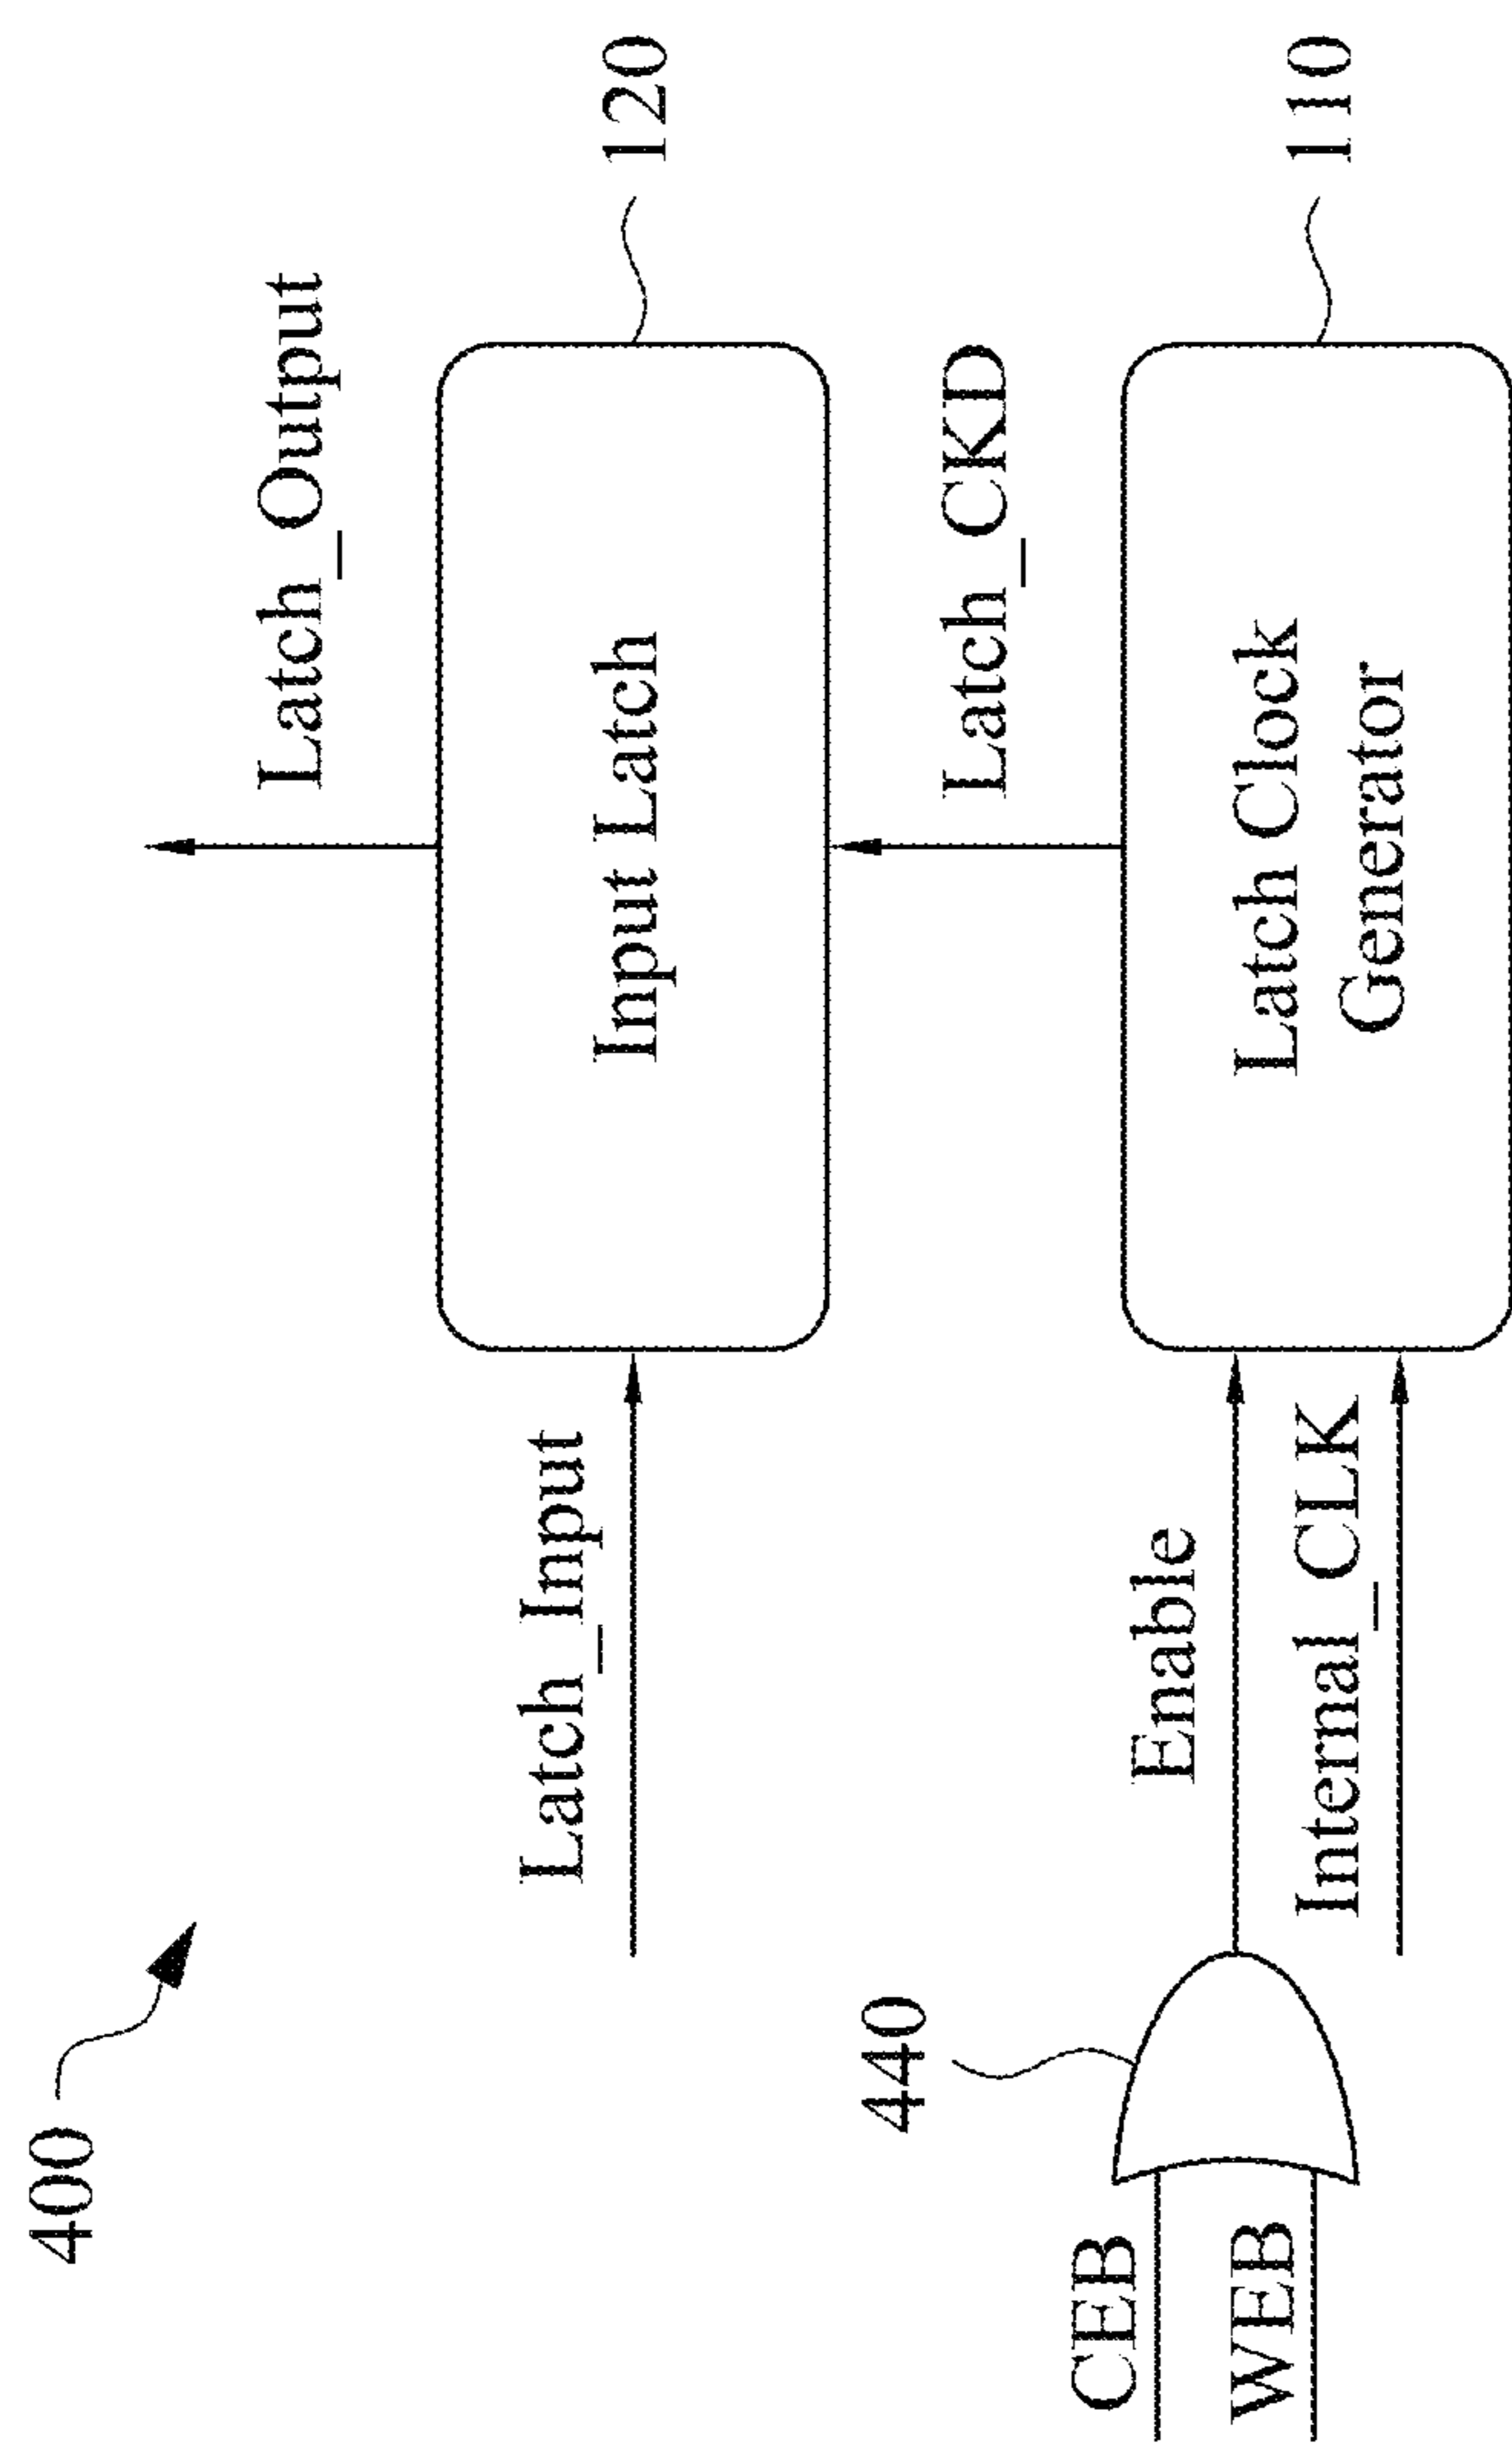 400
Latch_Output
Latch_Input
Input Latch
120
Latch_CKD
440
CEB
WEB
Enable
Internal_CLK
Latch Clock
Generator
110